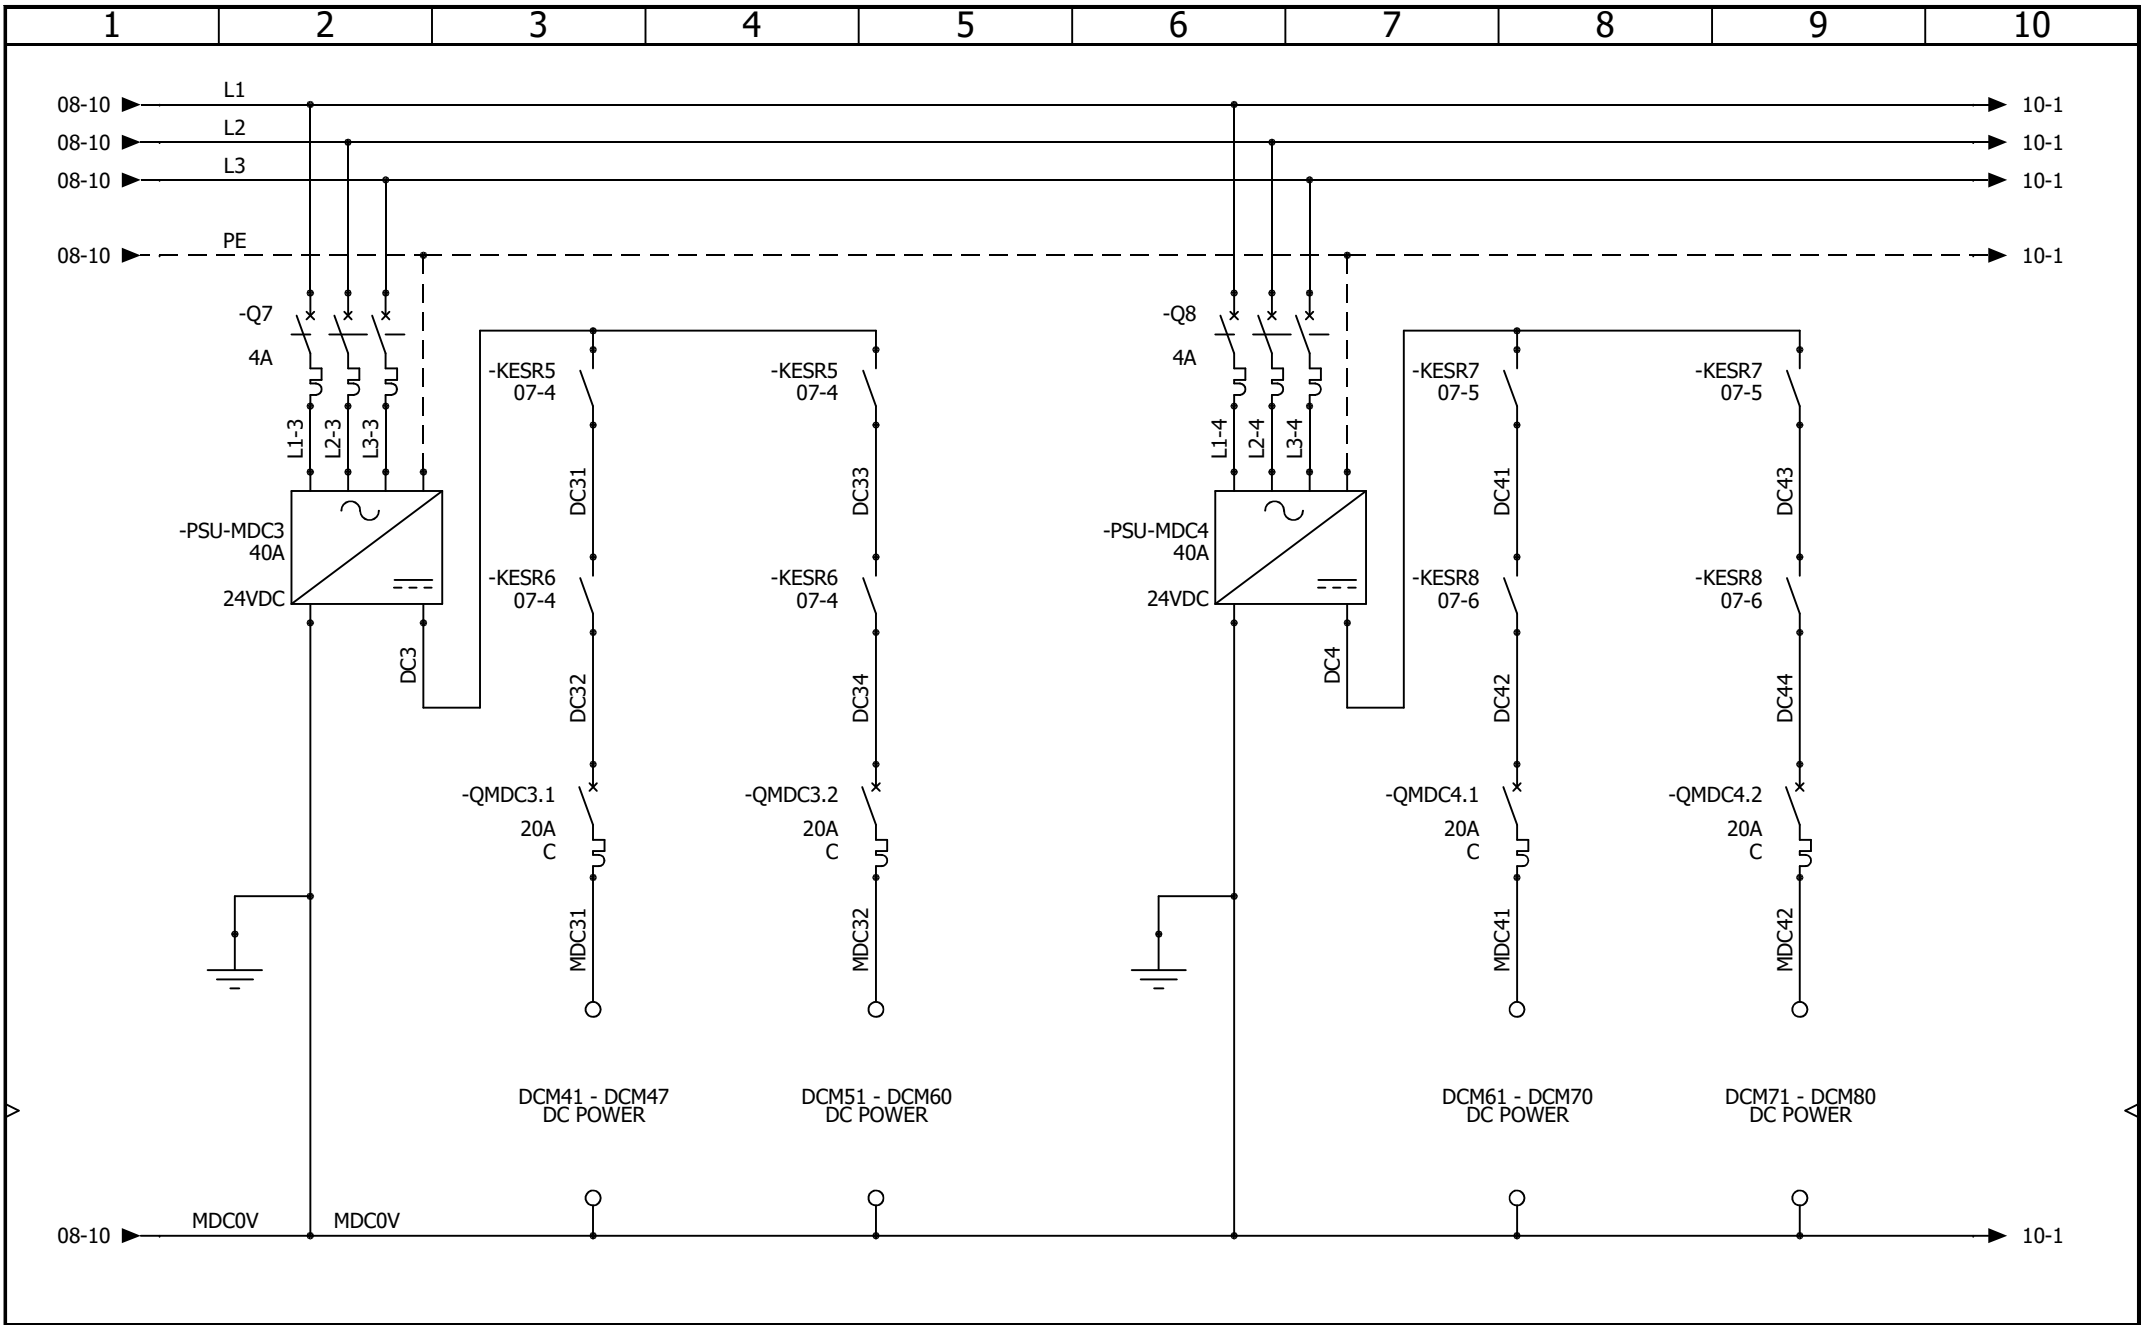 1 2 3 4 5 6 7 8 9 10
08-10 L1 10-1
08-10 L2 10-1
08-10 L3 10-1
08-10 PE 10-1
-Q7
4A
L1-3
L2-3
L3-3
-PSU-MDC3
40A
24VDC
DC3
-KESR5
07-4
DC31
-KESR6
07-4
DC32
-QMDC3.1
20A
C
MDC31
DCM41 - DCM47
DC POWER
-KESR5
07-4
DC33
-KESR6
07-4
DC34
-QMDC3.2
20A
C
MDC32
DCM51 - DCM60
DC POWER
-Q8
4A
L1-4
L2-4
L3-4
-PSU-MDC4
40A
24VDC
DC4
-KESR7
07-5
DC41
-KESR8
07-6
DC42
-QMDC4.1
20A
C
MDC41
DCM61 - DCM70
DC POWER
-KESR7
07-5
DC43
-KESR8
07-6
DC44
-QMDC4.2
20A
C
MDC42
DCM71 - DCM80
DC POWER
08-10 MDC0V MDC0V 10-1